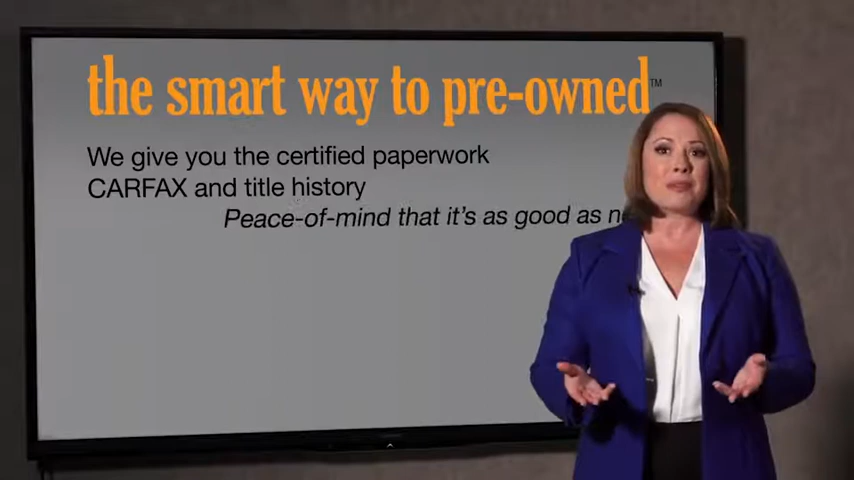 the smart way to pre-owned™
We give you the certified paperwork
CARFAX and title history
Peace-of-mind that it's as good as